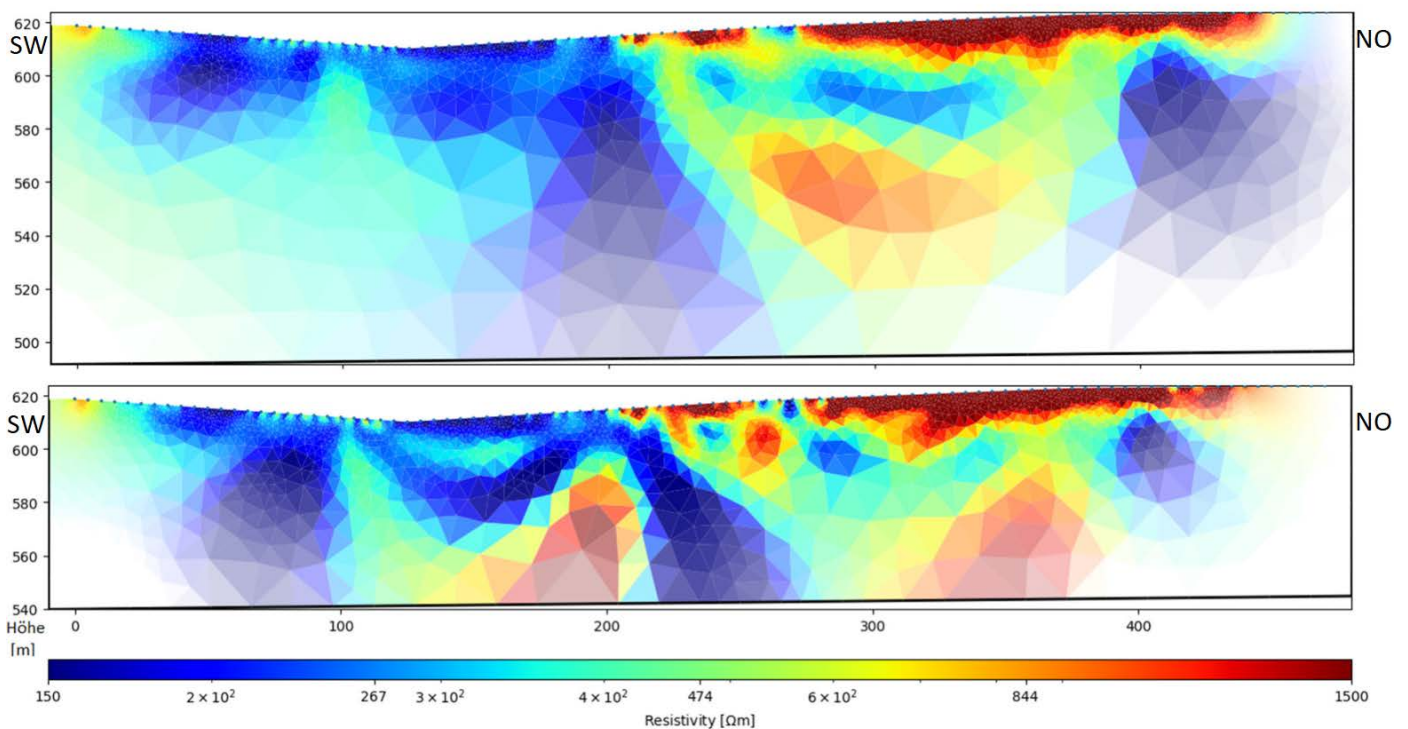 620
SW
NO
600
580
560
540
520
500
620
SW
NO
600
580
560
540
Höhe
[m]
0 100 200 300 400
150 2 × 10² 267 3 × 10² 4 × 10² 474 6 × 10² 844 1500
Resistivity [Ωm]